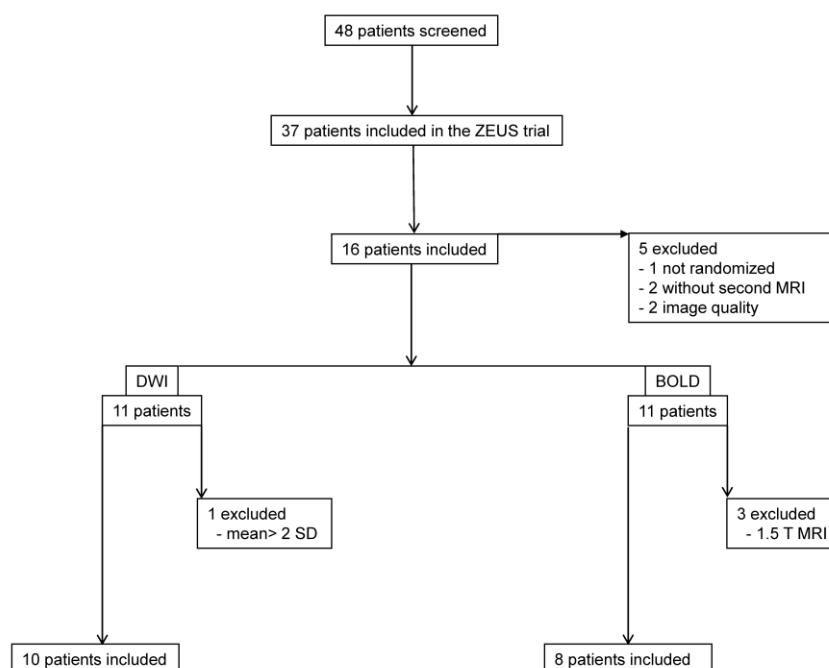 48 patients screened
37 patients included in the ZEUS trial
16 patients included
5 excluded
- 1 not randomized
- 2 without second MRI
- 2 image quality
DWI
BOLD
11 patients
11 patients
1 excluded
- mean> 2 SD
3 excluded
- 1.5 T MRI
10 patients included
8 patients included